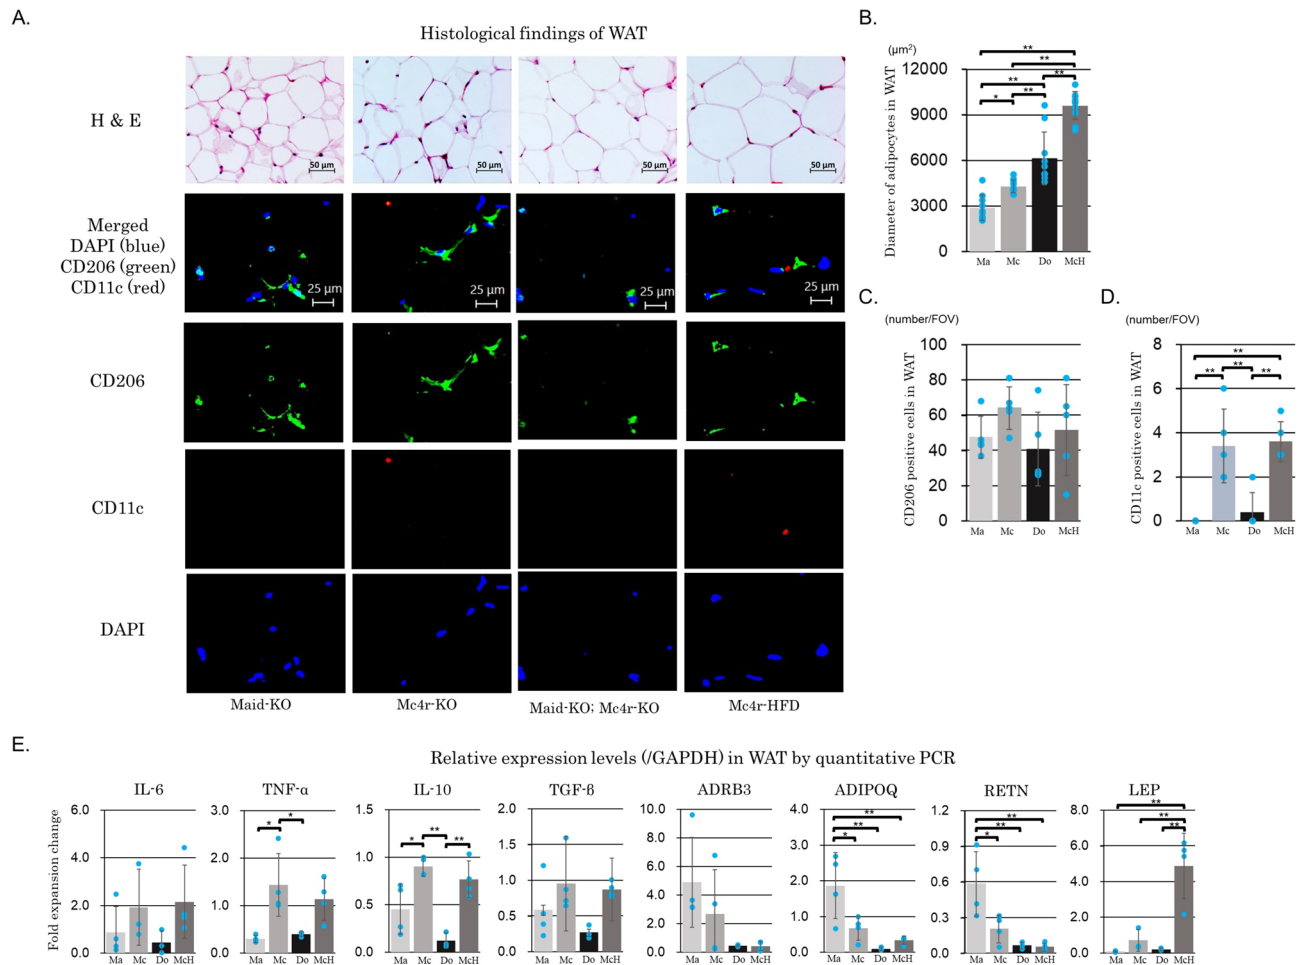 A.
Histological findings of WAT
H & E
50 µm
50 µm
50 µm
50 µm
Merged
DAPI (blue)
CD206 (green)
CD11c (red)
25 µm
25 µm
25 µm
25 µm
CD206
CD11c
DAPI
Maid-KO
Mc4r-KO
Maid-KO; Mc4r-KO
Mc4r-HFD
B.
(µm²)
Diameter of adipocytes in WAT
12000
9000
6000
3000
0
**
**
** **
* **
Ma Mc Do McH
C.
(number/FOV)
CD206 positive cells in WAT
100
80
60
40
20
0
Ma Mc Do McH
D.
(number/FOV)
CD11c positive cells in WAT
8
6
4
2
0
**
**
** **
Ma Mc Do McH
E.
Relative expression levels (/GAPDH) in WAT by quantitative PCR
Fold expansion change
IL-6
6.0
4.0
2.0
0.0
Ma Mc Do McH
TNF-α
3.0
2.0
1.0
0.0
* *
Ma Mc Do McH
IL-10
1.5
1.0
0.5
0.0
* ** **
Ma Mc Do McH
TGF-β
2.0
1.5
1.0
0.5
0.0
Ma Mc Do McH
ADRB3
10.0
8.0
6.0
4.0
2.0
0.0
Ma Mc Do McH
ADIPOQ
4.0
3.0
2.0
1.0
0.0
**
**
*
Ma Mc Do McH
RETN
1.2
0.9
0.6
0.3
0.0
**
**
*
Ma Mc Do McH
LEP
8.0
6.0
4.0
2.0
0.0
**
**
**
Ma Mc Do McH